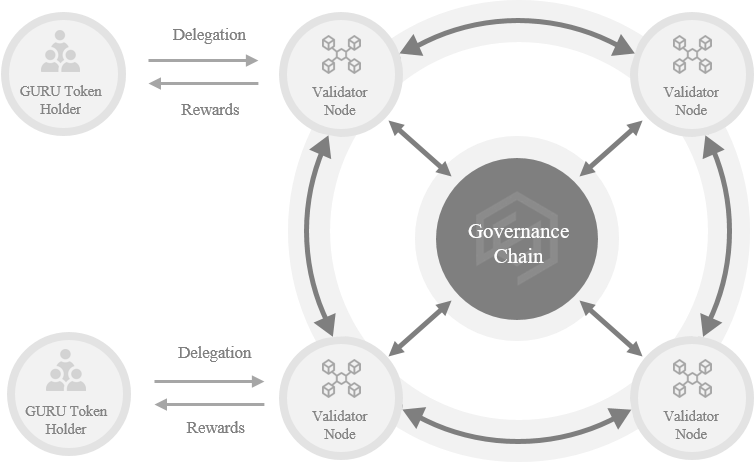 Delegation
GURU Token
Holder
Rewards
Validator
Node
Validator
Node
Governance
Chain
Delegation
GURU Token
Holder
Rewards
Validator
Node
Validator
Node